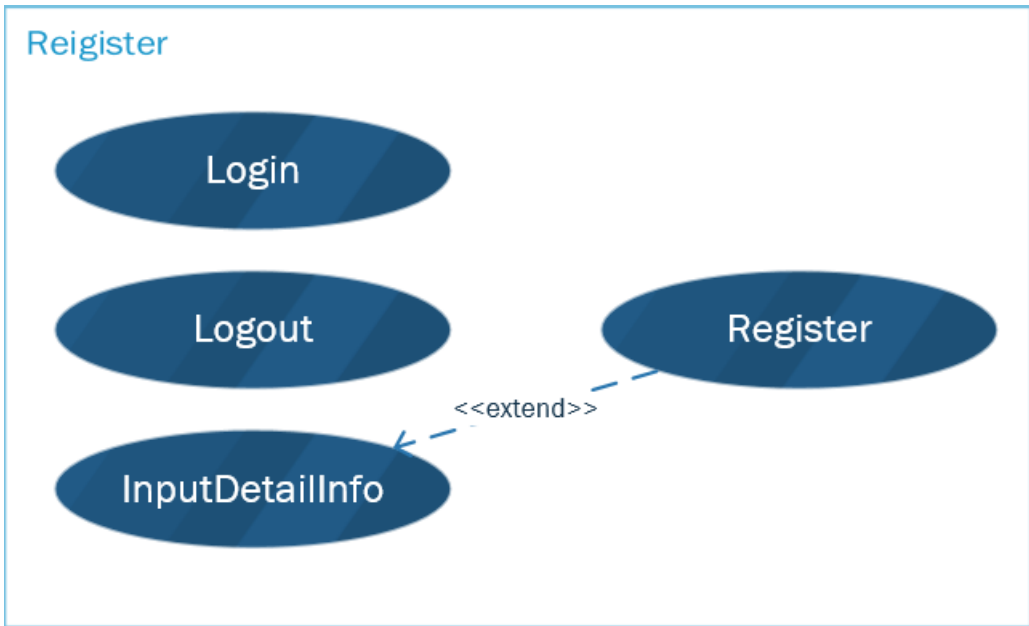 Reigister
Login
Logout
Register
<<extend>>
InputDetailInfo